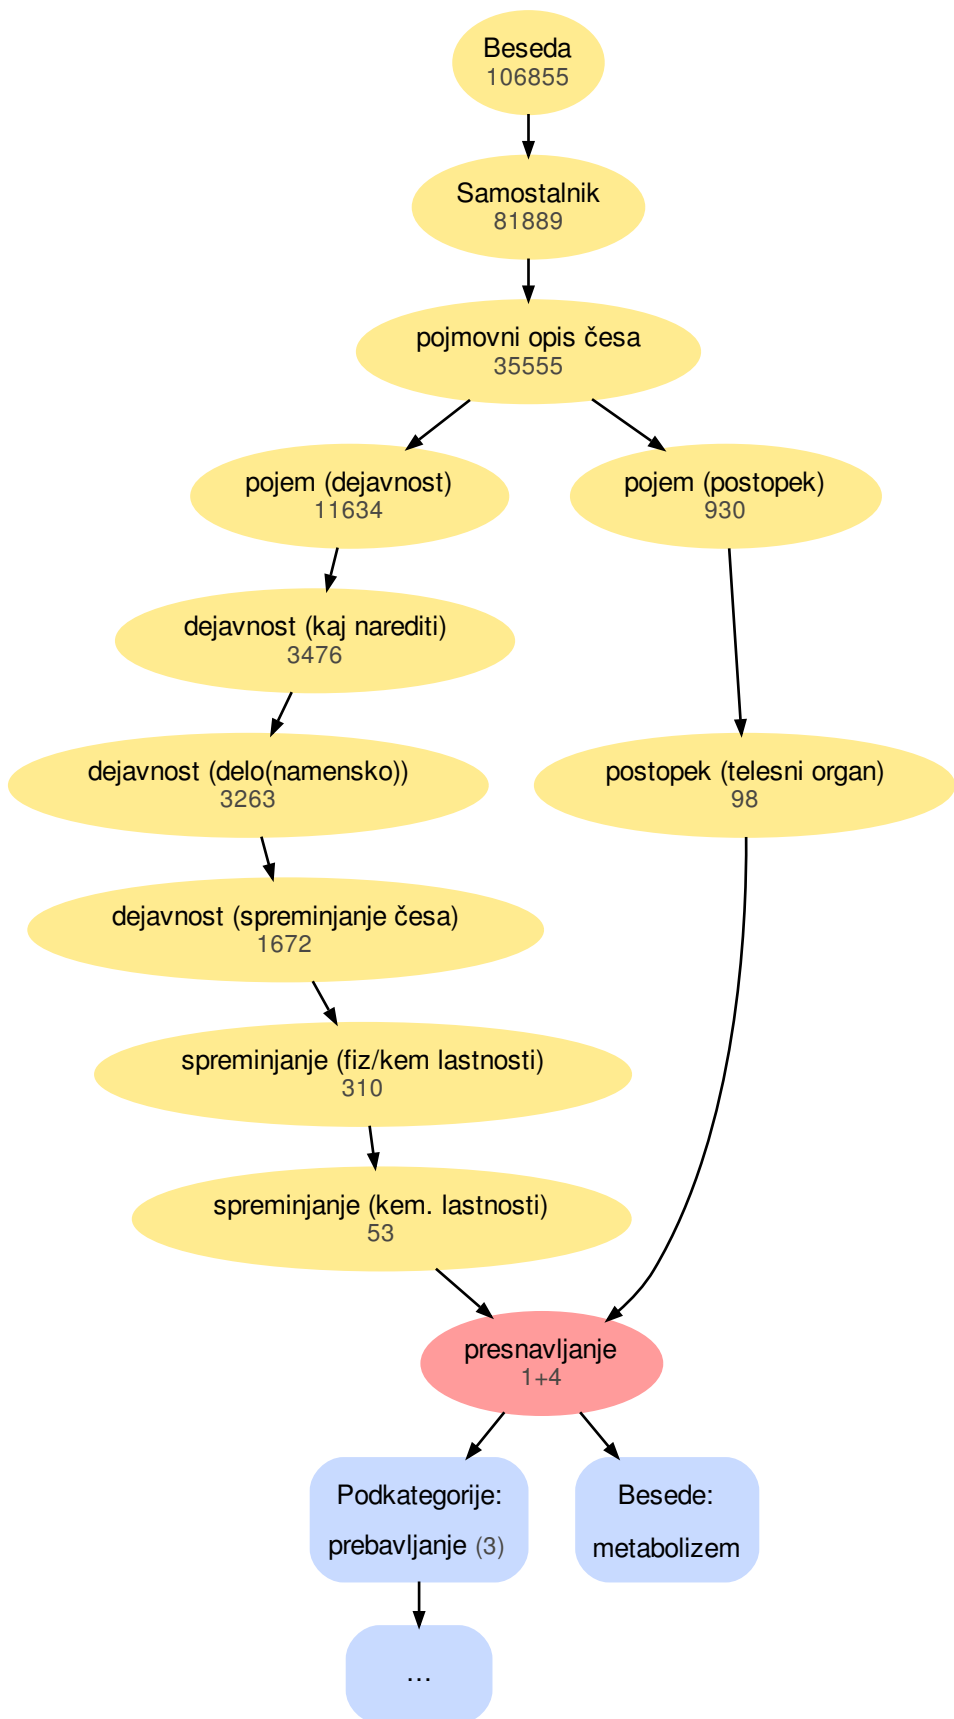 Beseda
106855
Samostalnik
81889
pojmovni opis česa
35555
pojem (dejavnost)
11634
pojem (postopek)
930
dejavnost (kaj narediti)
3476
dejavnost (delo(namensko))
3263
postopek (telesni organ)
98
dejavnost (spreminjanje česa)
1672
spreminjanje (fiz/kem lastnosti)
310
spreminjanje (kem. lastnosti)
53
presnavljanje
1+4
Podkategorije:
prebavljanje (3)
Besede:
metabolizem
...